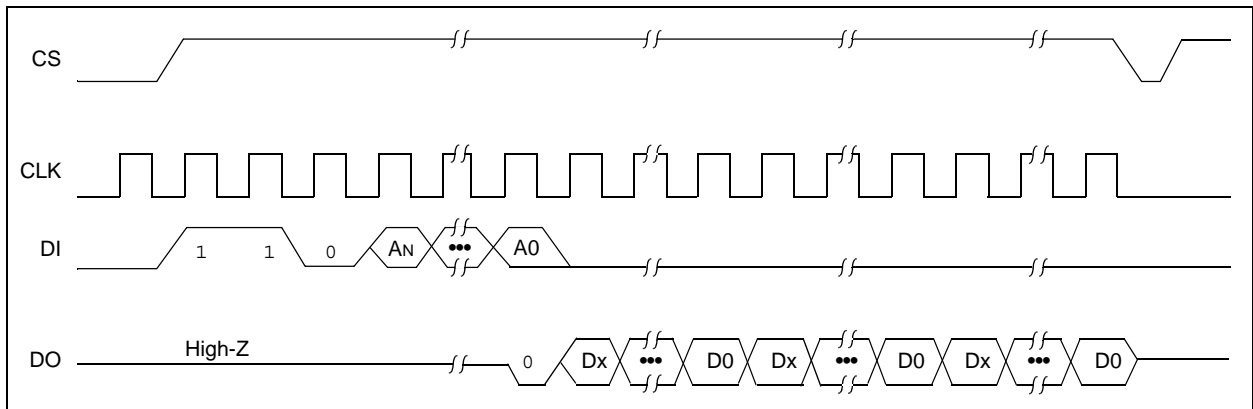 CS
CLK
DI 1 1 0 AN ••• A0
DO High-Z 0 Dx ••• D0 Dx ••• D0 Dx ••• D0